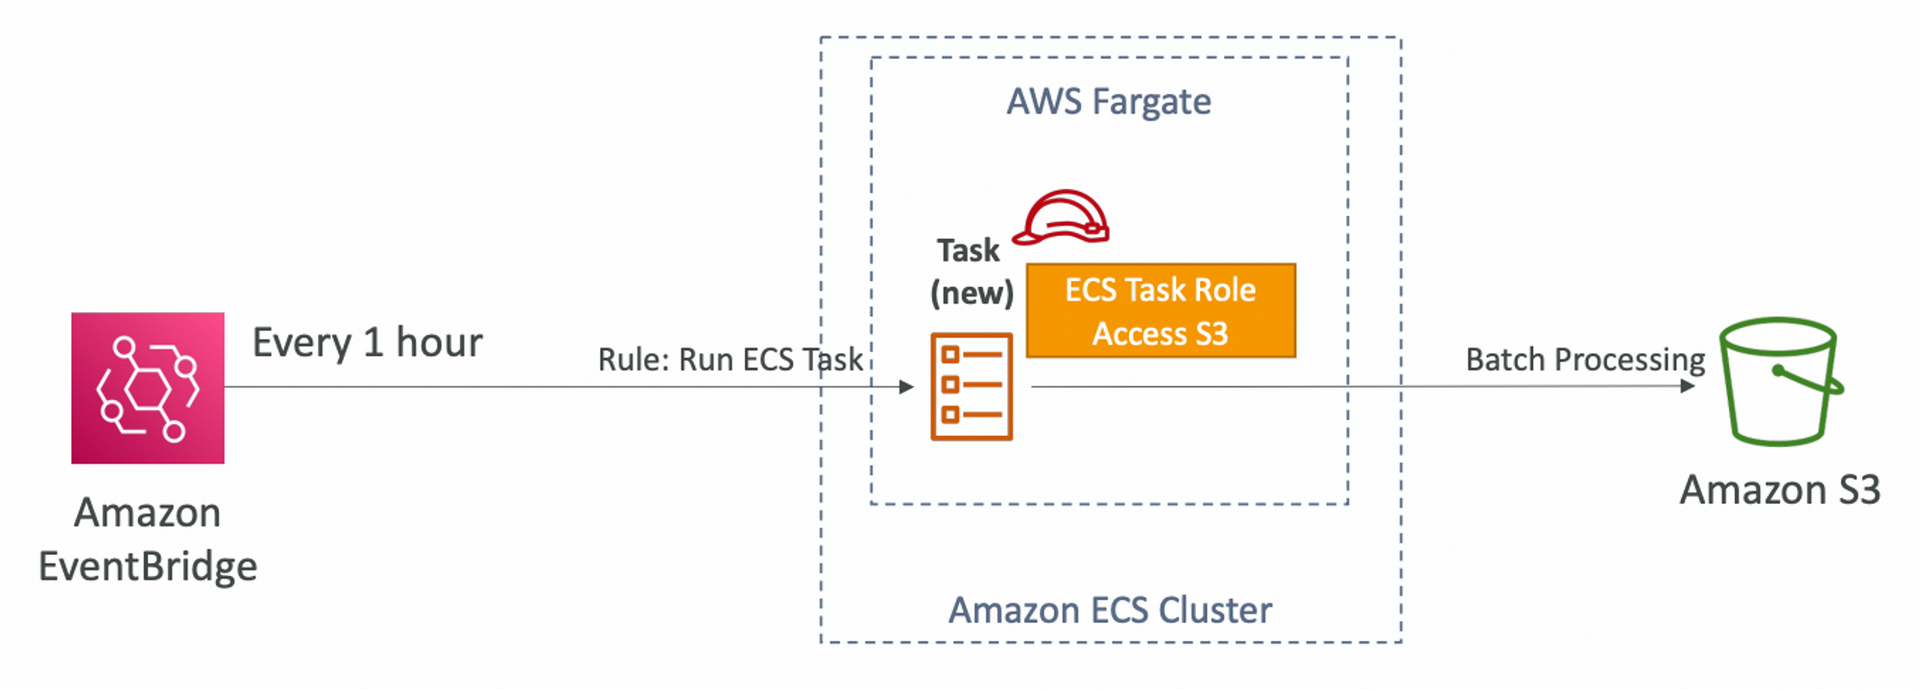 AWS Fargate
Task
(new)
ECS Task Role
Access S3
Every 1 hour
Rule: Run ECS Task
Batch Processing
Amazon
EventBridge
Amazon S3
Amazon ECS Cluster